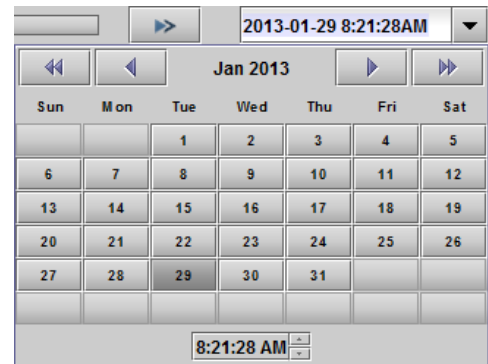 2013-01-29 8:21:28AM
Jan 2013
Sun Mon Tue Wed Thu Fri Sat
1 2 3 4 5
6 7 8 9 10 11 12
13 14 15 16 17 18 19
20 21 22 23 24 25 26
27 28 29 30 31
8:21:28 AM